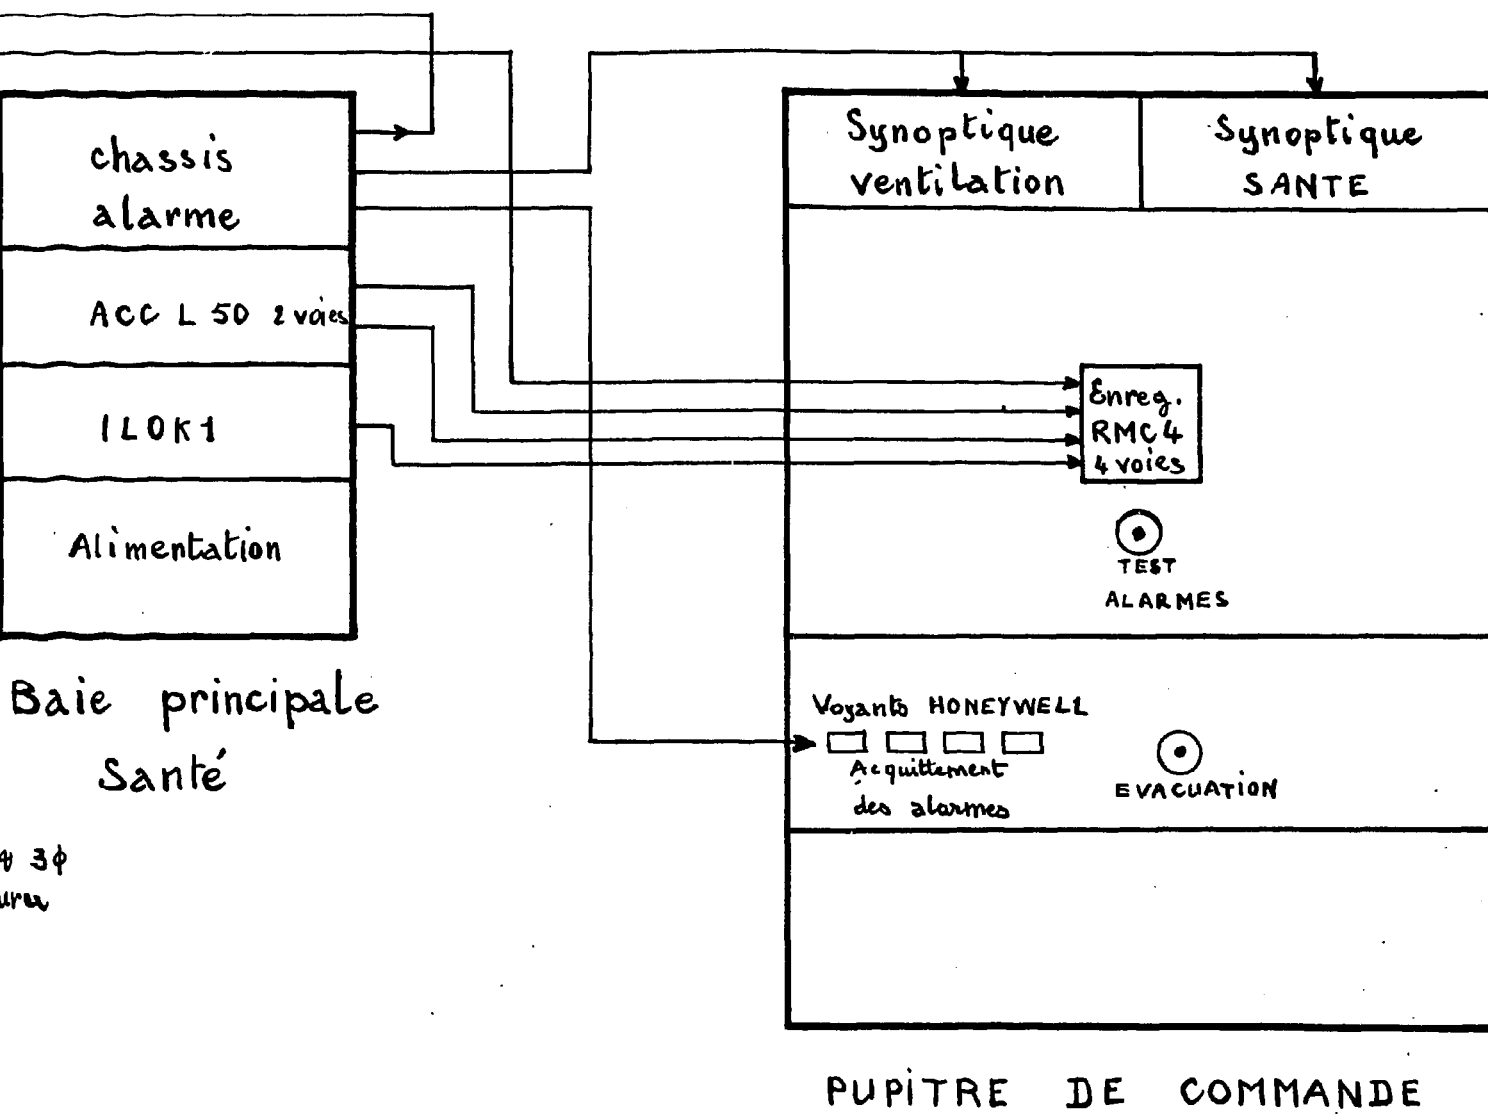 chassis
alarme
ACC L 50 2 voies
ILOK1
Alimentation
Baie principale
Santé
3φ
Synoptique
ventilation
Synoptique
SANTE
Enreg.
RMC4
4 voies
TEST
ALARMES
Voyants HONEYWELL
Acquittement
des alarmes
EVACUATION
PUPITRE DE COMMANDE